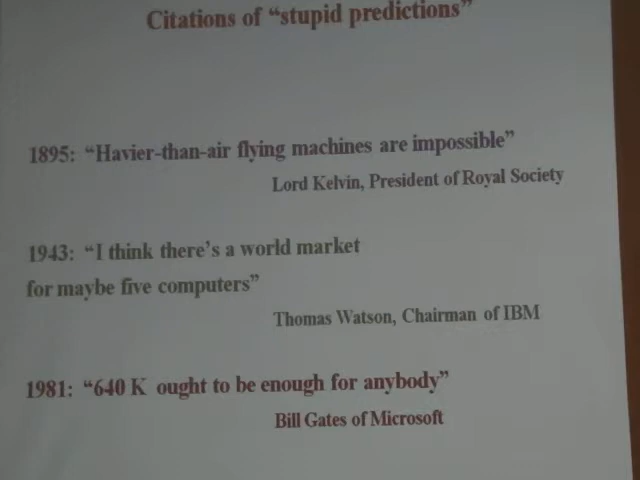 Citations of “stupid predictions”
1895: “Havier-than-air flying machines are impossible”
Lord Kelvin, President of Royal Society
1943: “I think there’s a world market
for maybe five computers”
Thomas Watson, Chairman of IBM
1981: “640 K ought to be enough for anybody”
Bill Gates of Microsoft